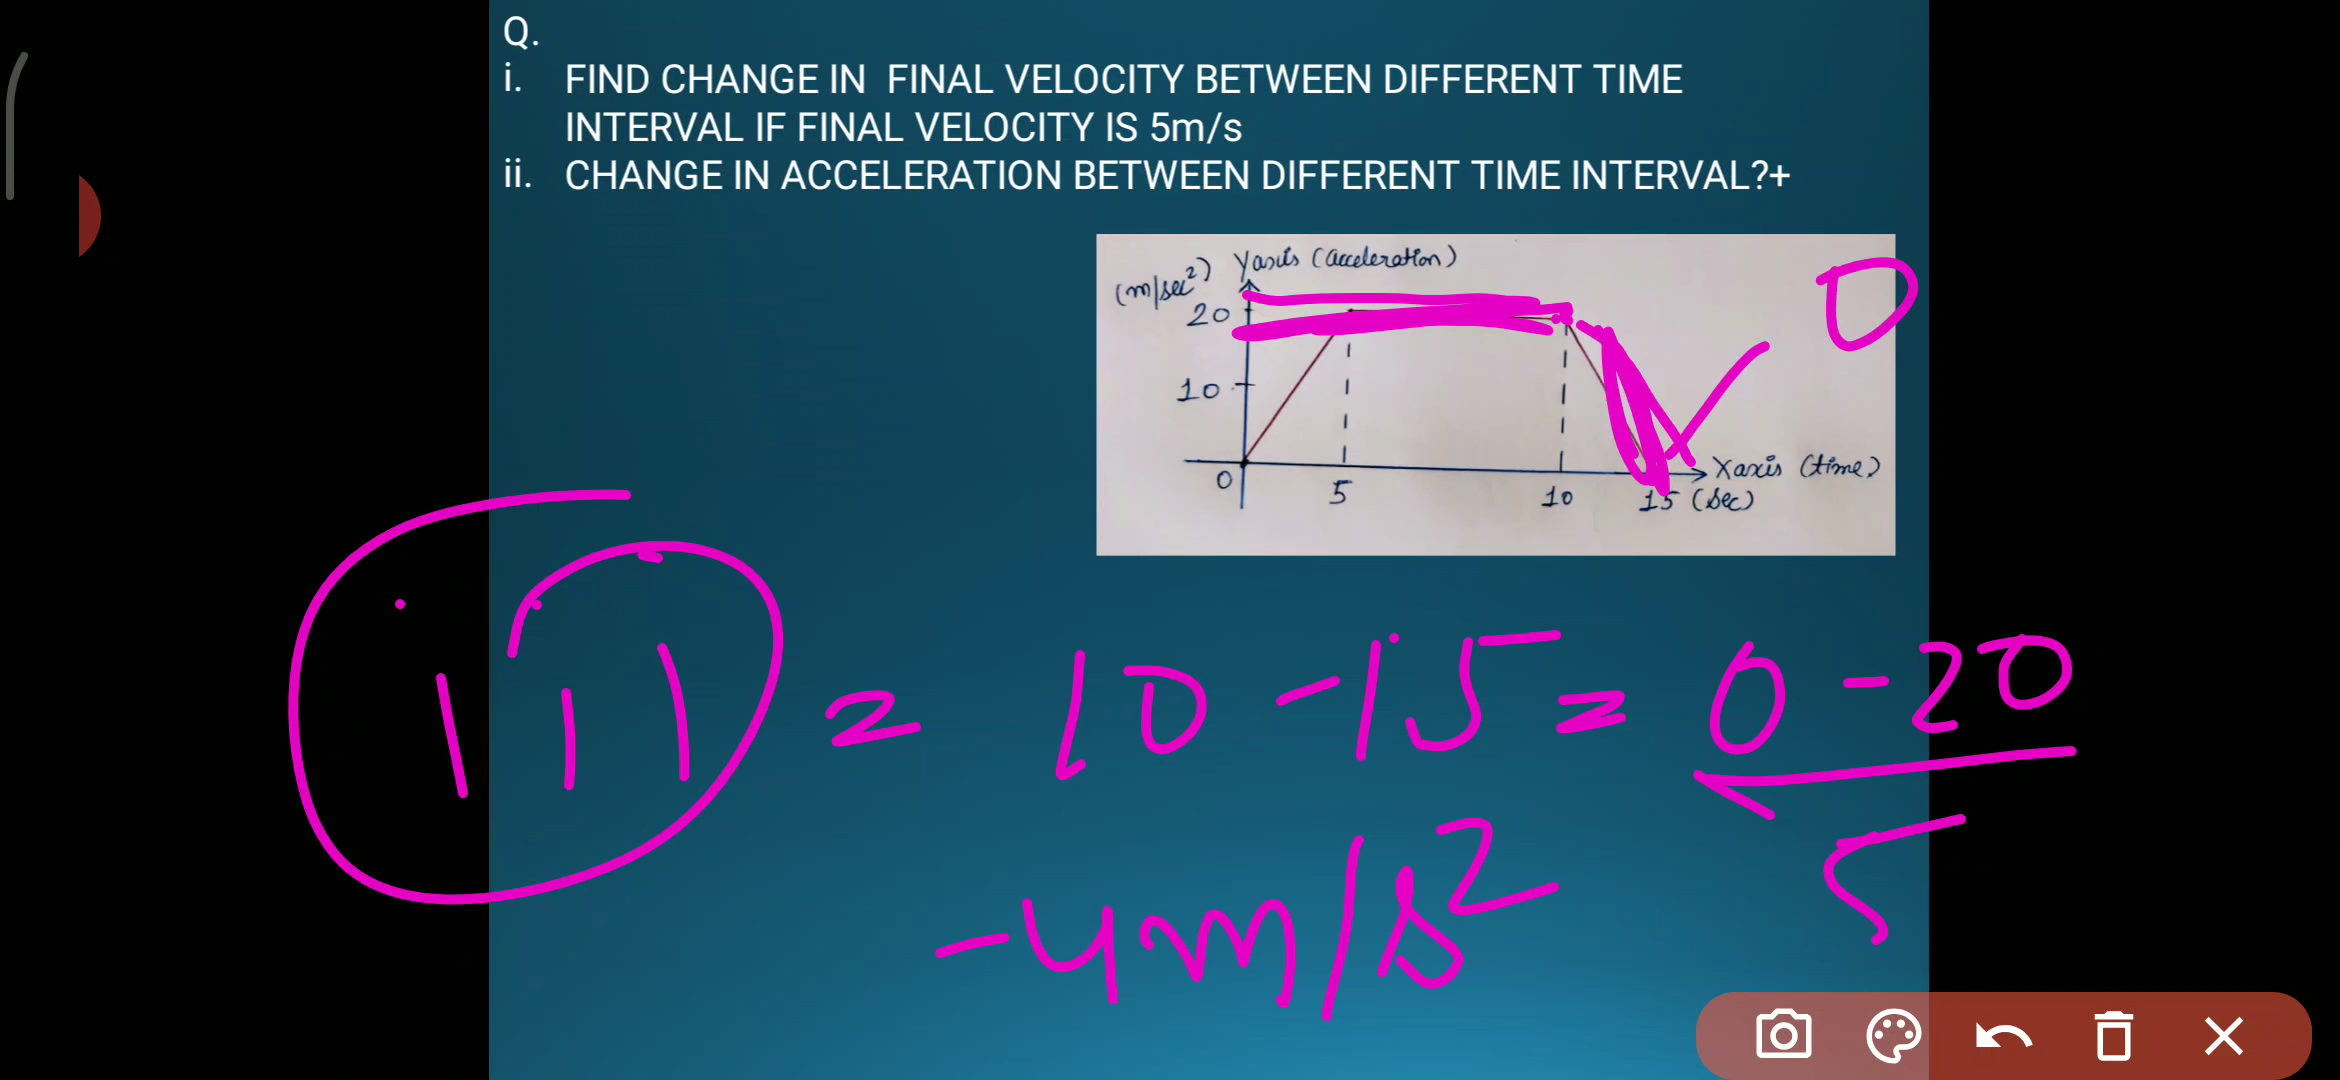 Q.
i. FIND CHANGE IN FINAL VELOCITY BETWEEN DIFFERENT TIME
INTERVAL IF FINAL VELOCITY IS 5m/s
ii. CHANGE IN ACCELERATION BETWEEN DIFFERENT TIME INTERVAL?+
(m/sec²) Yaxis (acceleration)
20
10
0 5 10 15 (sec)
Xaxis (time)
0
iii = 10-15 = 0-20
5
-4m/s²